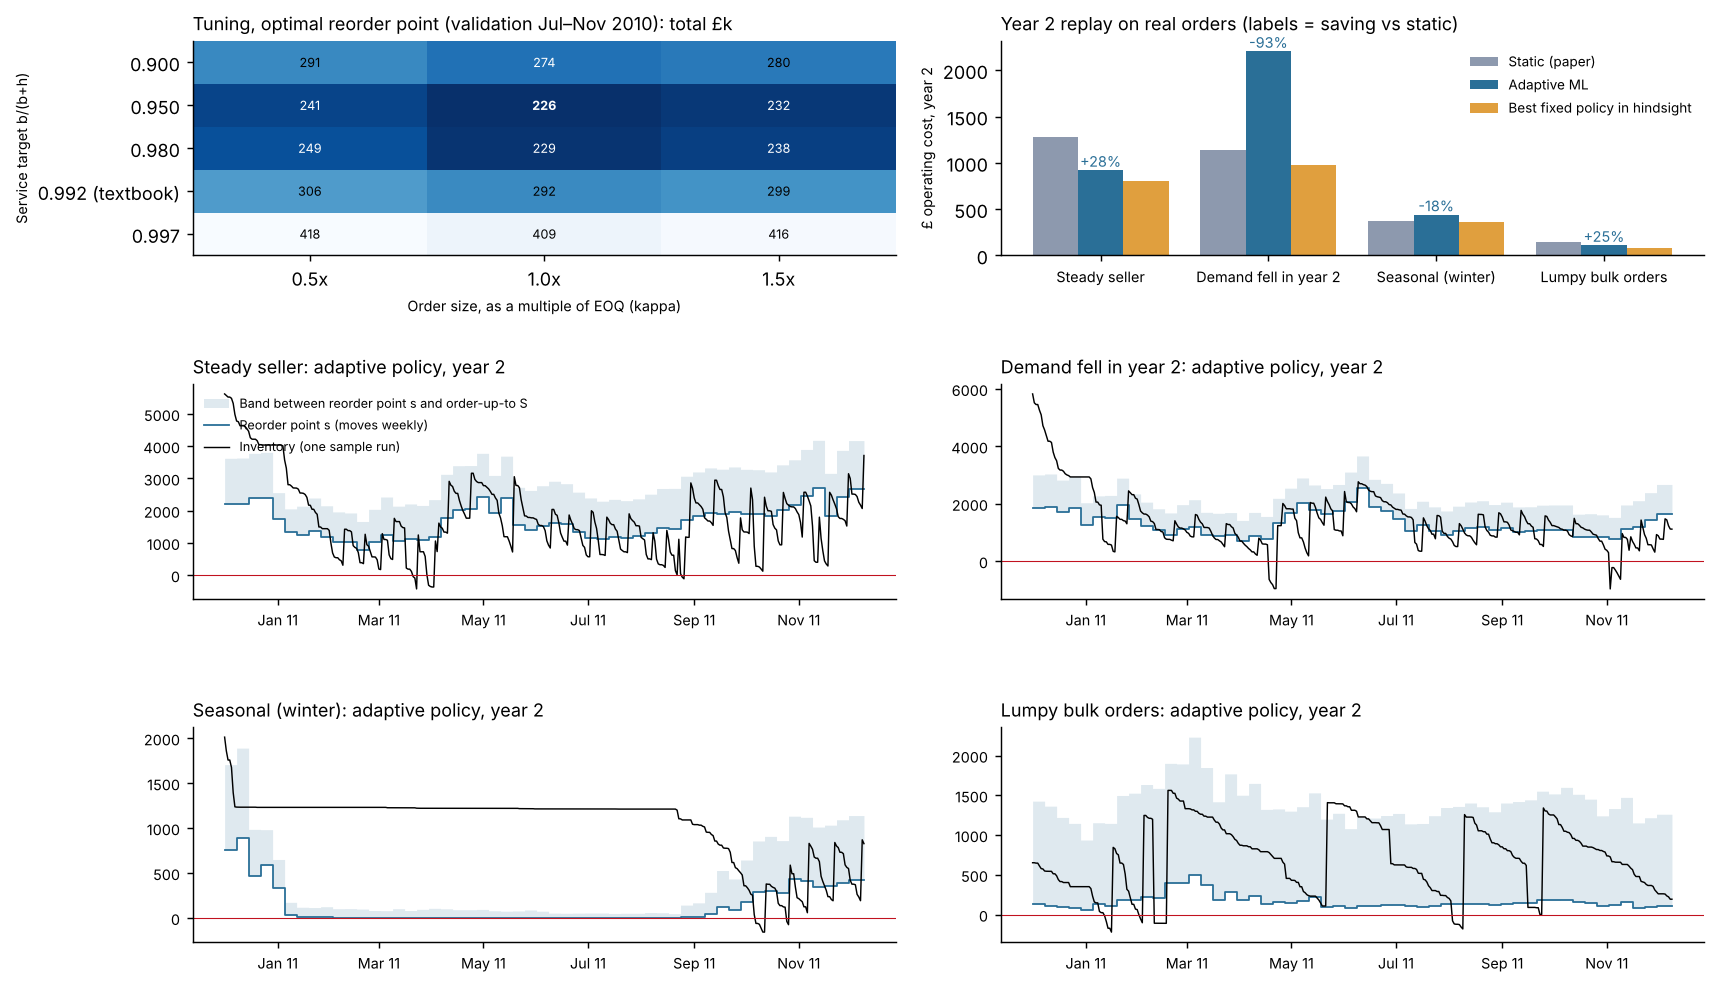 Tuning, optimal reorder point (validation Jul–Nov 2010): total £k
Service target b/(b+h)
0.900
291
274
280
0.950
241
226
232
0.980
249
229
238
0.992 (textbook)
306
292
299
0.997
418
409
416
0.5x
1.0x
1.5x
Order size, as a multiple of EOQ (kappa)
Year 2 replay on real orders (labels = saving vs static)
£ operating cost, year 2
2000
1500
1000
500
0
+28%
-93%
-18%
+25%
Static (paper)
Adaptive ML
Best fixed policy in hindsight
Steady seller
Demand fell in year 2
Seasonal (winter)
Lumpy bulk orders
Steady seller: adaptive policy, year 2
5000
4000
3000
2000
1000
0
Band between reorder point s and order-up-to S
Reorder point s (moves weekly)
Inventory (one sample run)
Jan 11
Mar 11
May 11
Jul 11
Sep 11
Nov 11
Demand fell in year 2: adaptive policy, year 2
6000
4000
2000
0
Jan 11
Mar 11
May 11
Jul 11
Sep 11
Nov 11
Seasonal (winter): adaptive policy, year 2
2000
1500
1000
500
0
Jan 11
Mar 11
May 11
Jul 11
Sep 11
Nov 11
Lumpy bulk orders: adaptive policy, year 2
2000
1500
1000
500
0
Jan 11
Mar 11
May 11
Jul 11
Sep 11
Nov 11